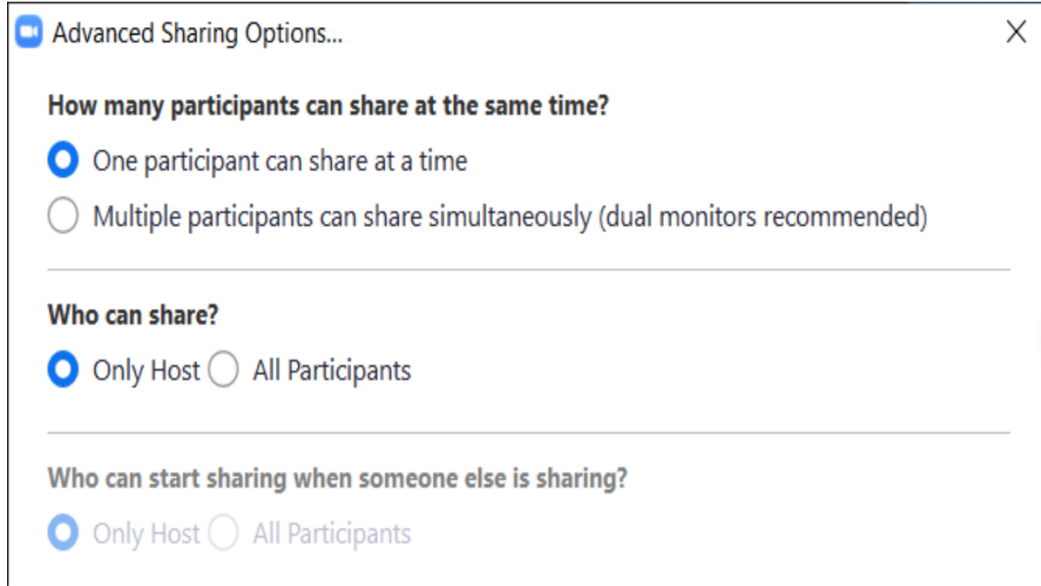 Advanced Sharing Options...
How many participants can share at the same time?
One participant can share at a time
Multiple participants can share simultaneously (dual monitors recommended)
Who can share?
Only Host All Participants
Who can start sharing when someone else is sharing?
Only Host All Participants